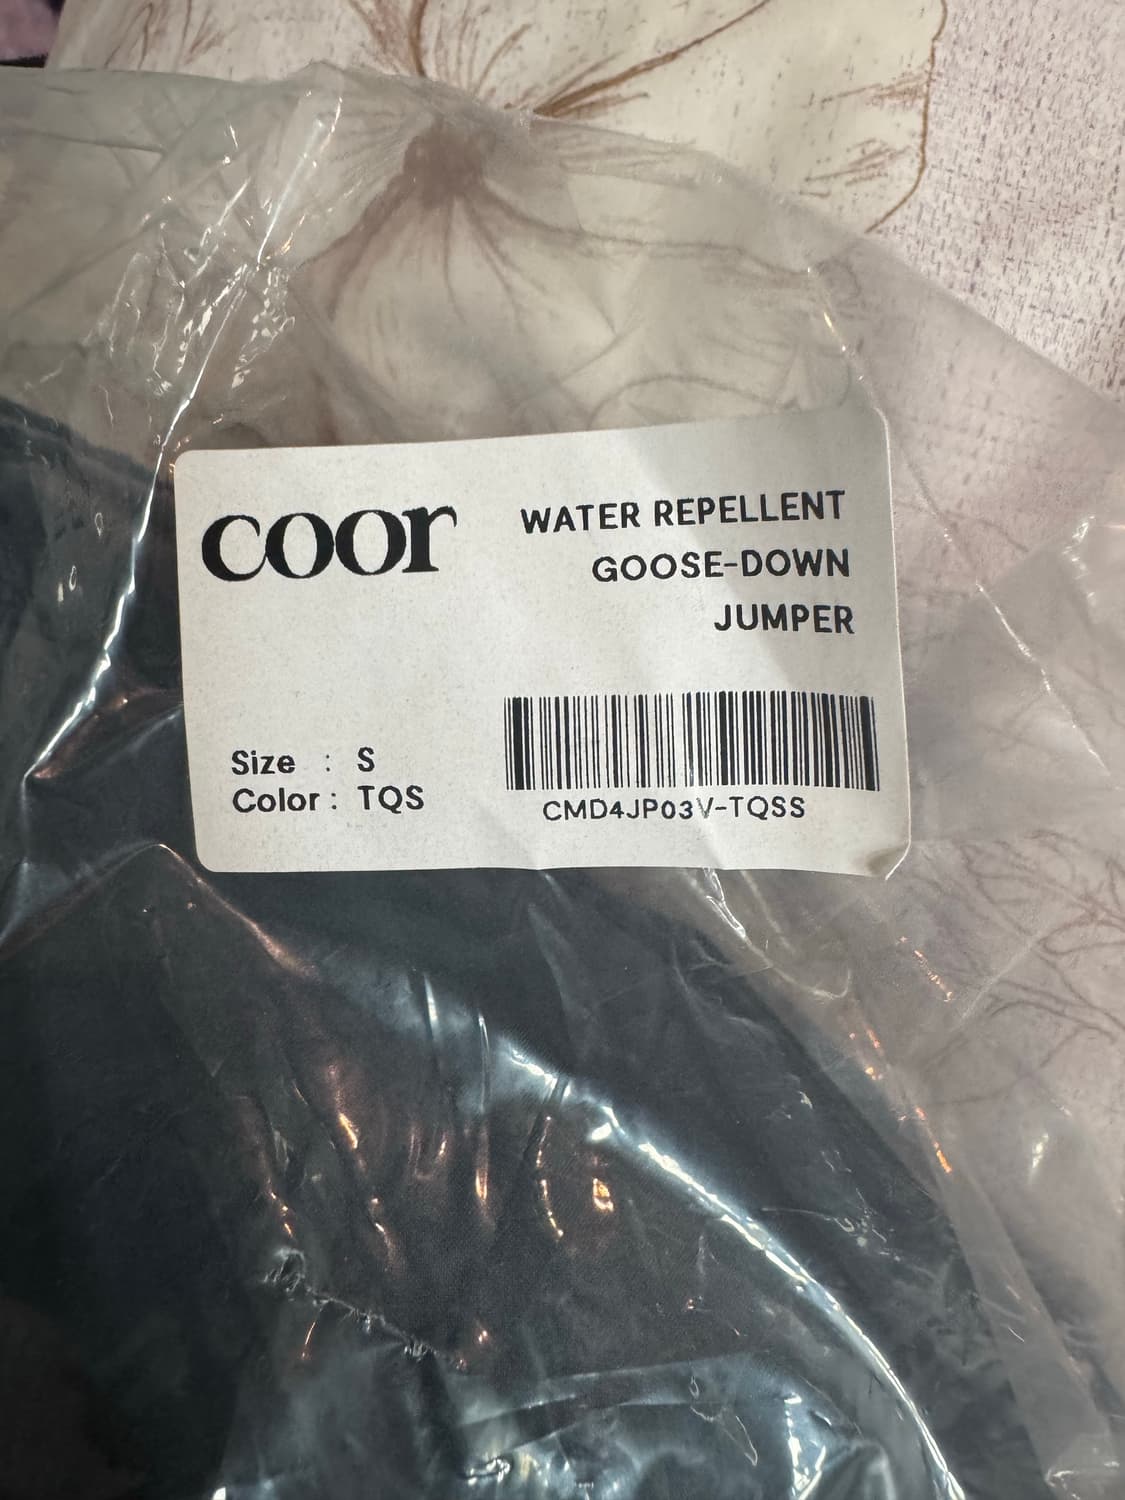 coor
WATER REPELLENT
GOOSE-DOWN
JUMPER
Size : S
Color : TQS
CMD4JP03V-TQSS